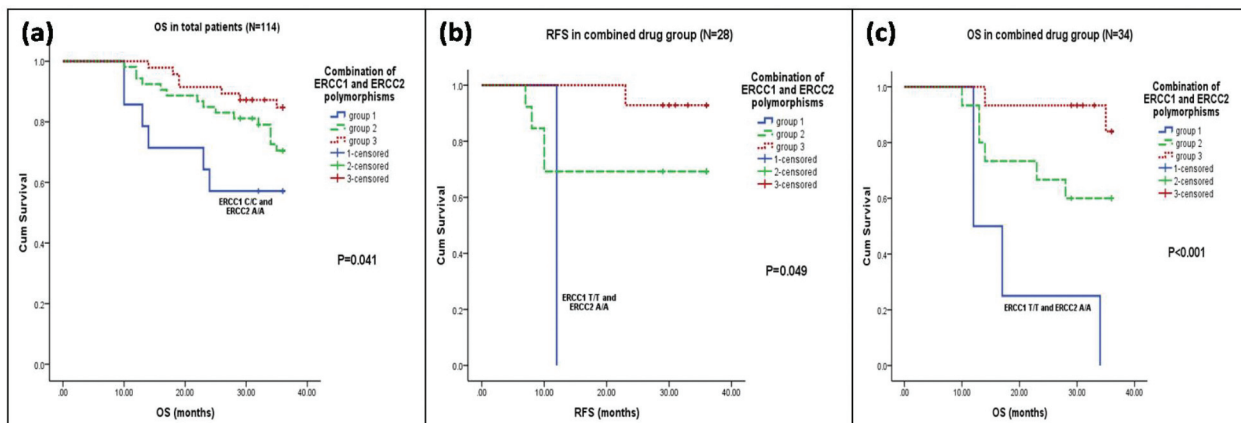 (a)
OS in total patients (N=114)
Combination of
ERCC1 and ERCC2
polymorphisms
group 1
group 2
group 3
1-censored
2-censored
3-censored
ERCC1 C/C and
ERCC2 A/A
P=0.041
Cum Survival
1.0
0.8
0.6
0.4
0.2
0.0
.00
10.00
20.00
30.00
40.00
OS (months)
(b)
RFS in combined drug group (N=28)
Combination of
ERCC1 and ERCC2
polymorphisms
group 1
group 2
group 3
1-censored
2-censored
3-censored
ERCC1 T/T and
ERCC2 A/A
P=0.049
Cum Survival
1.0
0.8
0.6
0.4
0.2
0.0
.00
10.00
20.00
30.00
40.00
RFS (months)
(c)
OS in combined drug group (N=34)
Combination of
ERCC1 and ERCC2
polymorphisms
group 1
group 2
group 3
1-censored
2-censored
3-censored
ERCC1 T/T and ERCC2 A/A
P<0.001
Cum Survival
1.0
0.8
0.6
0.4
0.2
0.0
.00
10.00
20.00
30.00
40.00
OS (months)